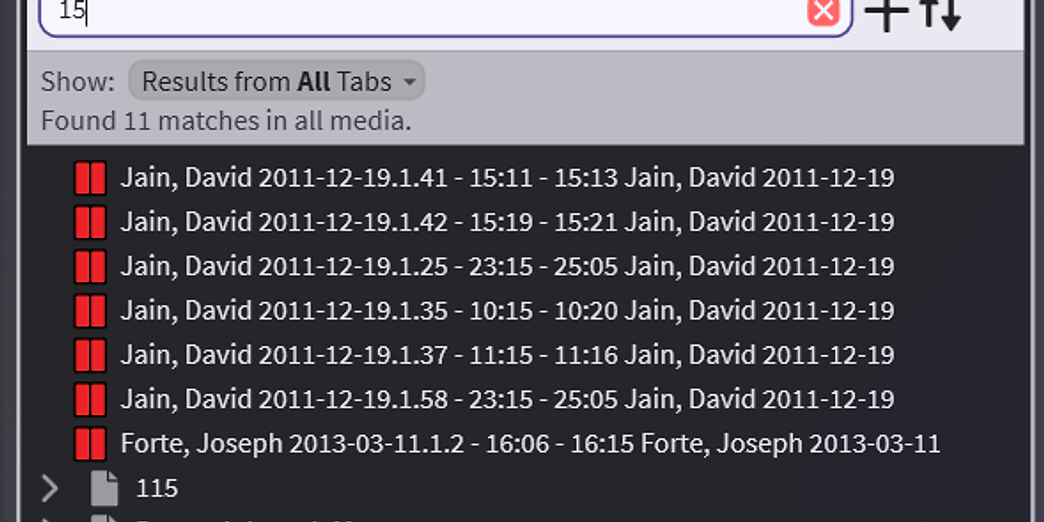 15
Show: Results from All Tabs
Found 11 matches in all media.
Jain, David 2011-12-19.1.41 - 15:11 - 15:13 Jain, David 2011-12-19
Jain, David 2011-12-19.1.42 - 15:19 - 15:21 Jain, David 2011-12-19
Jain, David 2011-12-19.1.25 - 23:15 - 25:05 Jain, David 2011-12-19
Jain, David 2011-12-19.1.35 - 10:15 - 10:20 Jain, David 2011-12-19
Jain, David 2011-12-19.1.37 - 11:15 - 11:16 Jain, David 2011-12-19
Jain, David 2011-12-19.1.58 - 23:15 - 25:05 Jain, David 2011-12-19
Forte, Joseph 2013-03-11.1.2 - 16:06 - 16:15 Forte, Joseph 2013-03-11
115